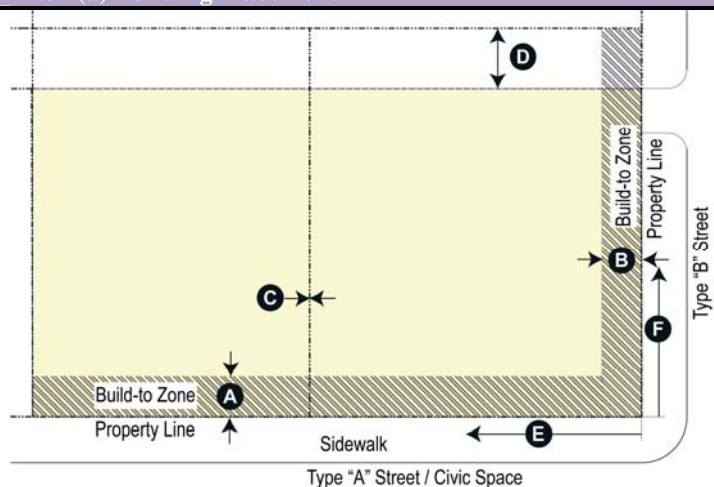 D
Build-to Zone
Property Line
Type "B" Street
B
C
F
Build-to Zone
A
Property Line
E
Sidewalk
Type "A" Street / Civic Space